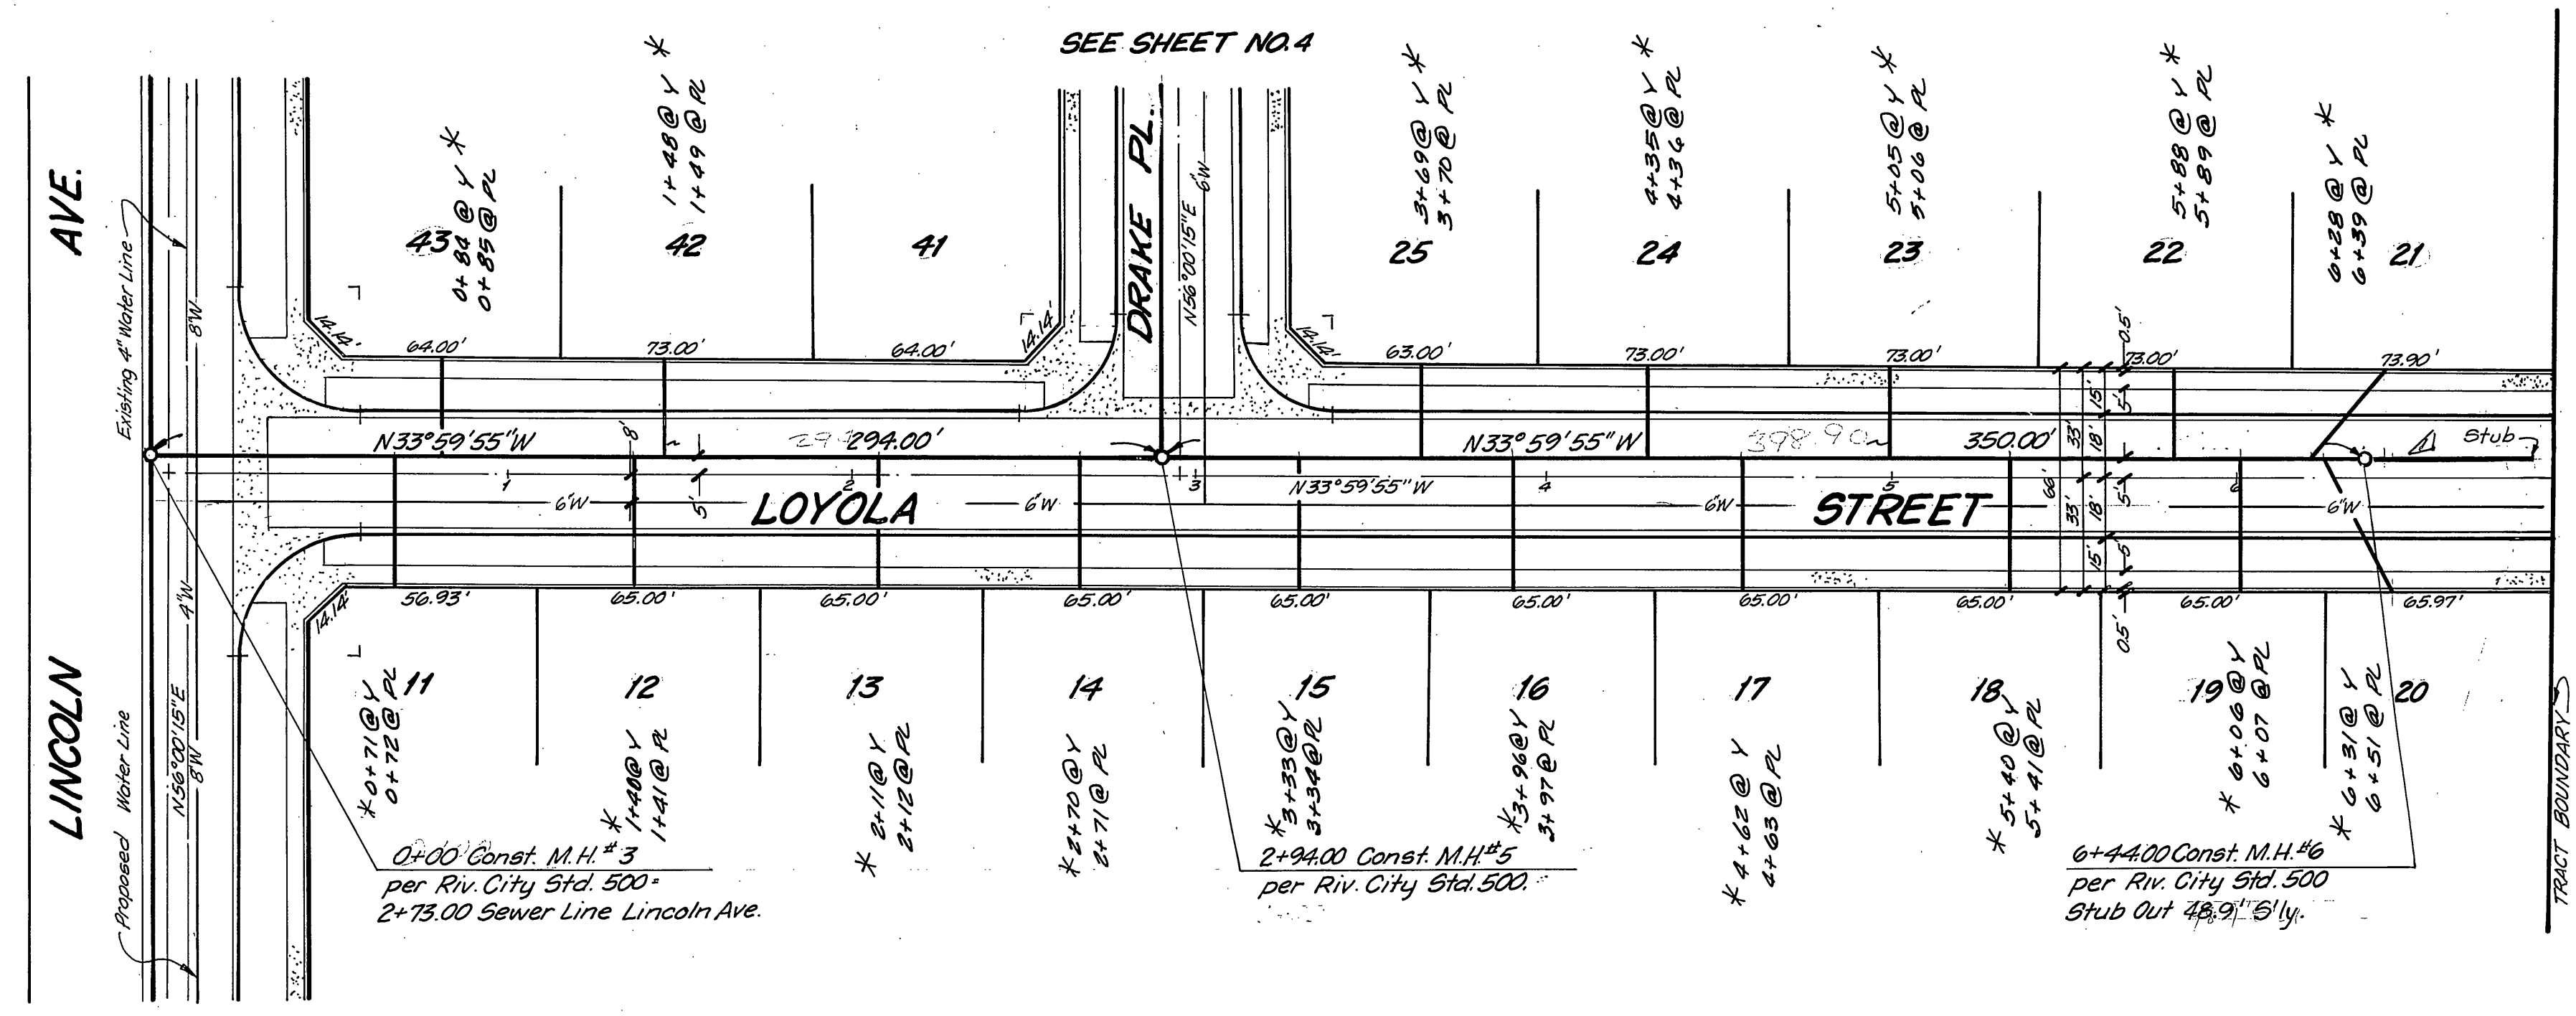 SEE SHEET NO. 4
LINCOLN AVE.
Existing 4" Water Line
Proposed Water Line
8"W
4"W
8"W
N56°00'15"E
0+84 @ Y *
0+85 @ PL
1+48 @ Y *
1+49 @ PL
3+69 @ Y *
3+70 @ PL
4+35 @ Y *
4+36 @ PL
5+05 @ Y *
5+06 @ PL
5+88 @ Y *
5+89 @ PL
6+28 @ Y *
6+39 @ PL
43
42
41
DRAKE PL.
N56°00'15"E
6"W
25
24
23
22
21
14.14'
64.00'
73.00'
64.00'
14.14'
14.14'
63.00'
73.00'
73.00'
73.00'
73.90'
0.5'
15'
5'
N33°59'55"W
8'
294.00'
N33°59'55"W
398.90
350.00'
33'
18'
Stub
1
2
3
N33°59'55"W
4
5
6
66'
5'
6"W
5'
LOYOLA STREET
6"W
6"W
33'
18'
6"W
15'
5'
0.5'
14.14'
56.93'
65.00'
65.00'
65.00'
65.00'
65.00'
65.00'
65.00'
65.00'
65.97'
11
12
13
14
15
16
17
18
19
20
* 0+71 @ Y
0+72 @ PL
* 1+40 @ Y
1+41 @ PL
* 2+11 @ Y
2+12 @ PL
* 2+70 @ Y
2+71 @ PL
* 3+33 @ Y
3+34 @ PL
* 3+96 @ Y
3+97 @ PL
* 4+62 @ Y
4+63 @ PL
* 5+40 @ Y
5+41 @ PL
* 6+06 @ Y
6+07 @ PL
* 6+31 @ Y
6+51 @ PL
TRACT BOUNDARY
0+00 Const. M.H. #3
per Riv. City Std. 500 =
2+73.00 Sewer Line Lincoln Ave.
2+94.00 Const. M.H. #5
per Riv. City Std. 500.
6+44.00 Const. M.H. #6
per Riv. City Std. 500
Stub Out 48.9' S'ly.